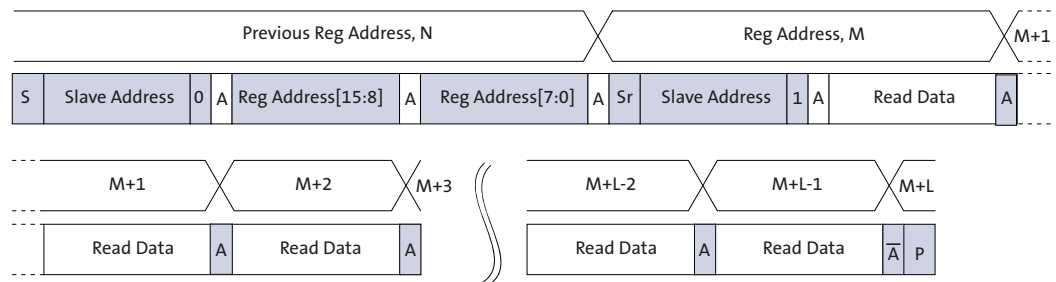 Previous Reg Address, N Reg Address, M M+1
S Slave Address 0 A Reg Address[15:8] A Reg Address[7:0] A Sr Slave Address 1 A Read Data A
M+1 M+2 M+3 M+L-2 M+L-1 M+L
Read Data A Read Data A Read Data A Read Data A̅ P